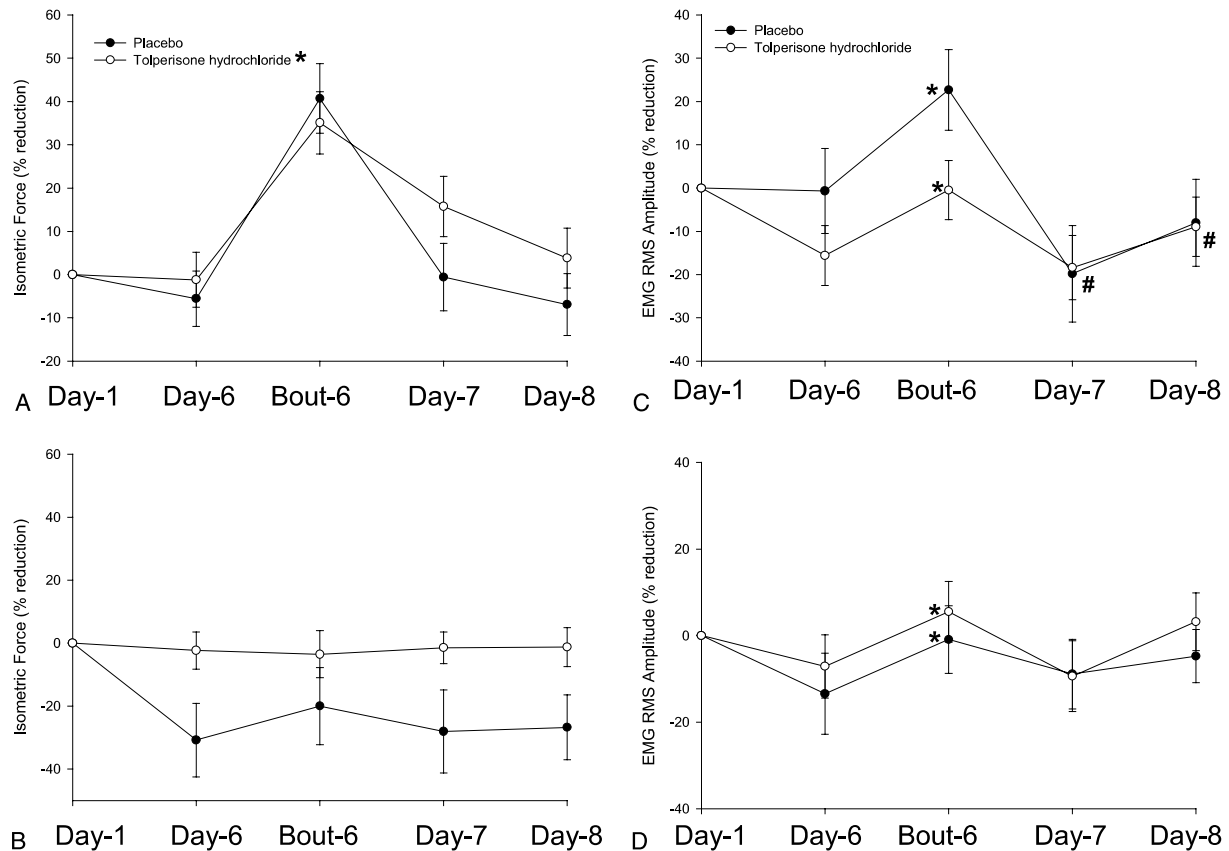 Isometric Force (% reduction)
60
50
40
30
20
10
0
-10
-20
Placebo
Tolperisone hydrochloride
*
A
Day-1 Day-6 Bout-6 Day-7 Day-8
EMG RMS Amplitude (% reduction)
40
30
20
10
0
-10
-20
-30
-40
Placebo
Tolperisone hydrochloride
*
*
#
#
C
Day-1 Day-6 Bout-6 Day-7 Day-8
Isometric Force (% reduction)
60
40
20
0
-20
-40
B
Day-1 Day-6 Bout-6 Day-7 Day-8
EMG RMS Amplitude (% reduction)
40
20
0
-20
-40
*
*
D
Day-1 Day-6 Bout-6 Day-7 Day-8